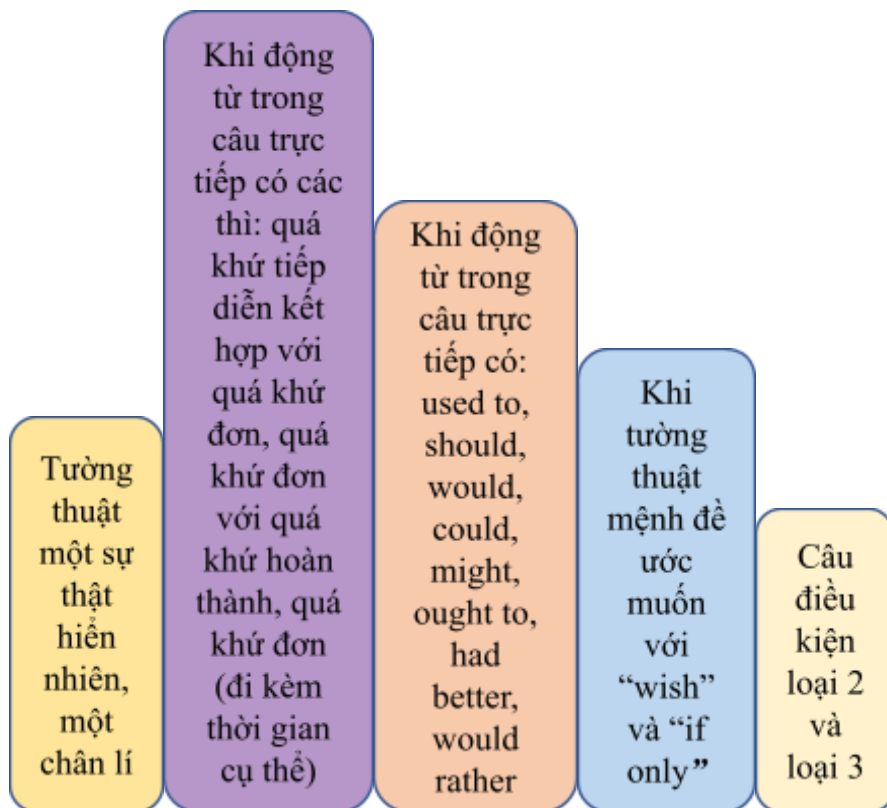 Tường
thuật
một sự
thật
hiển
nhiên,
một
chân lí
Khi động
từ trong
câu trực
tiếp có các
thì: quá
khứ tiếp
diễn kết
hợp với
quá khứ
đơn, quá
khứ đơn
với quá
khứ hoàn
thành, quá
khứ đơn
(đi kèm
thời gian
cụ thể)
Khi động
từ trong
câu trực
tiếp có:
used to,
should,
would,
could,
might,
ought to,
had
better,
would
rather
Khi
tường
thuật
mệnh đề
ước
muốn
với
“wish”
và “if
only”
Câu
điều
kiện
loại 2
và
loại 3